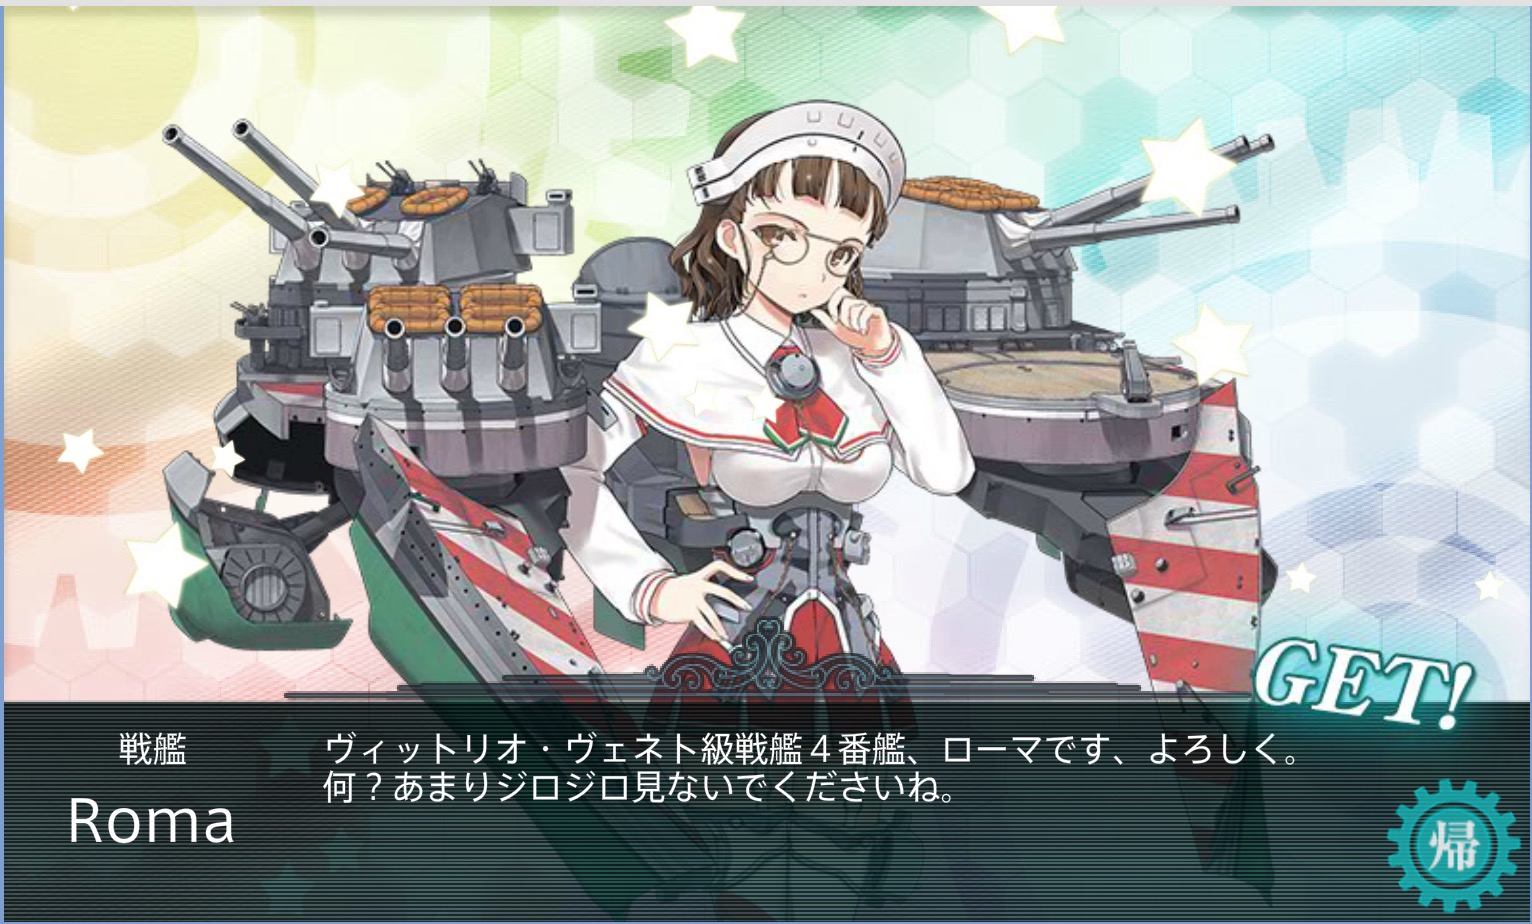 GET!
戦艦
Roma
ヴィットリオ・ヴェネト級戦艦４番艦、ローマです、よろしく。
何？あまりジロジロ見ないでくださいね。
帰